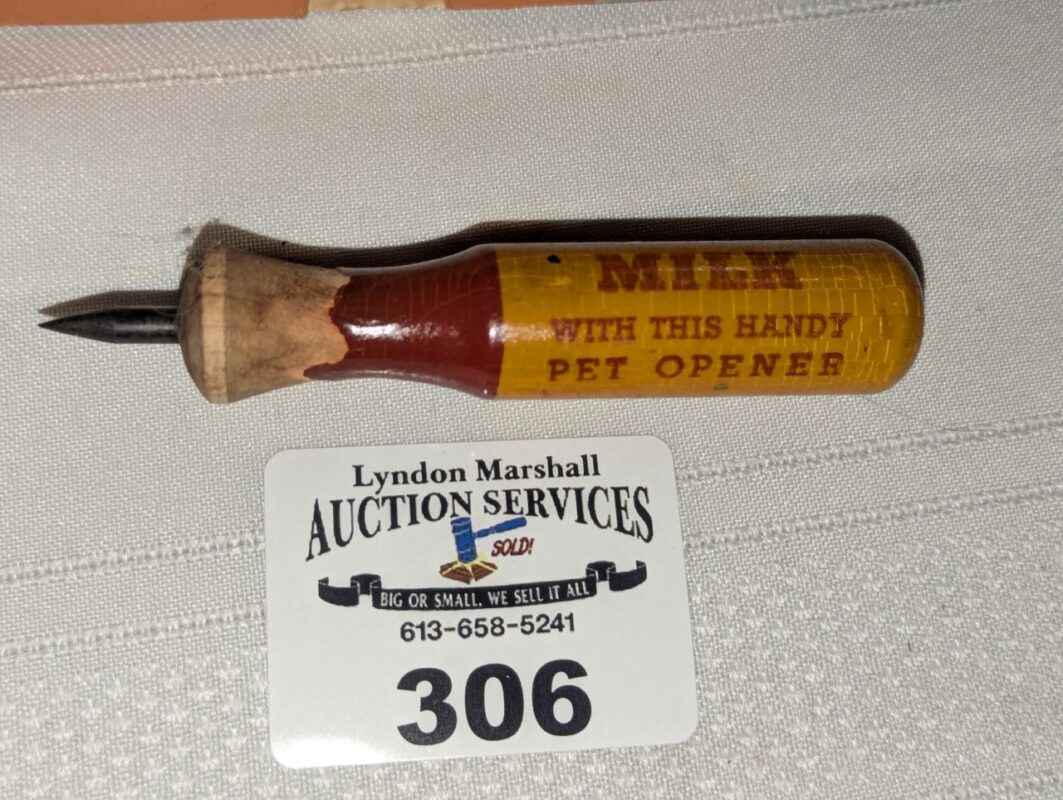 MILK
WITH THIS HANDY
PET OPENER
Lyndon Marshall
AUCTION SERVICES
SOLD!
BIG OR SMALL, WE SELL IT ALL
613-658-5241
306